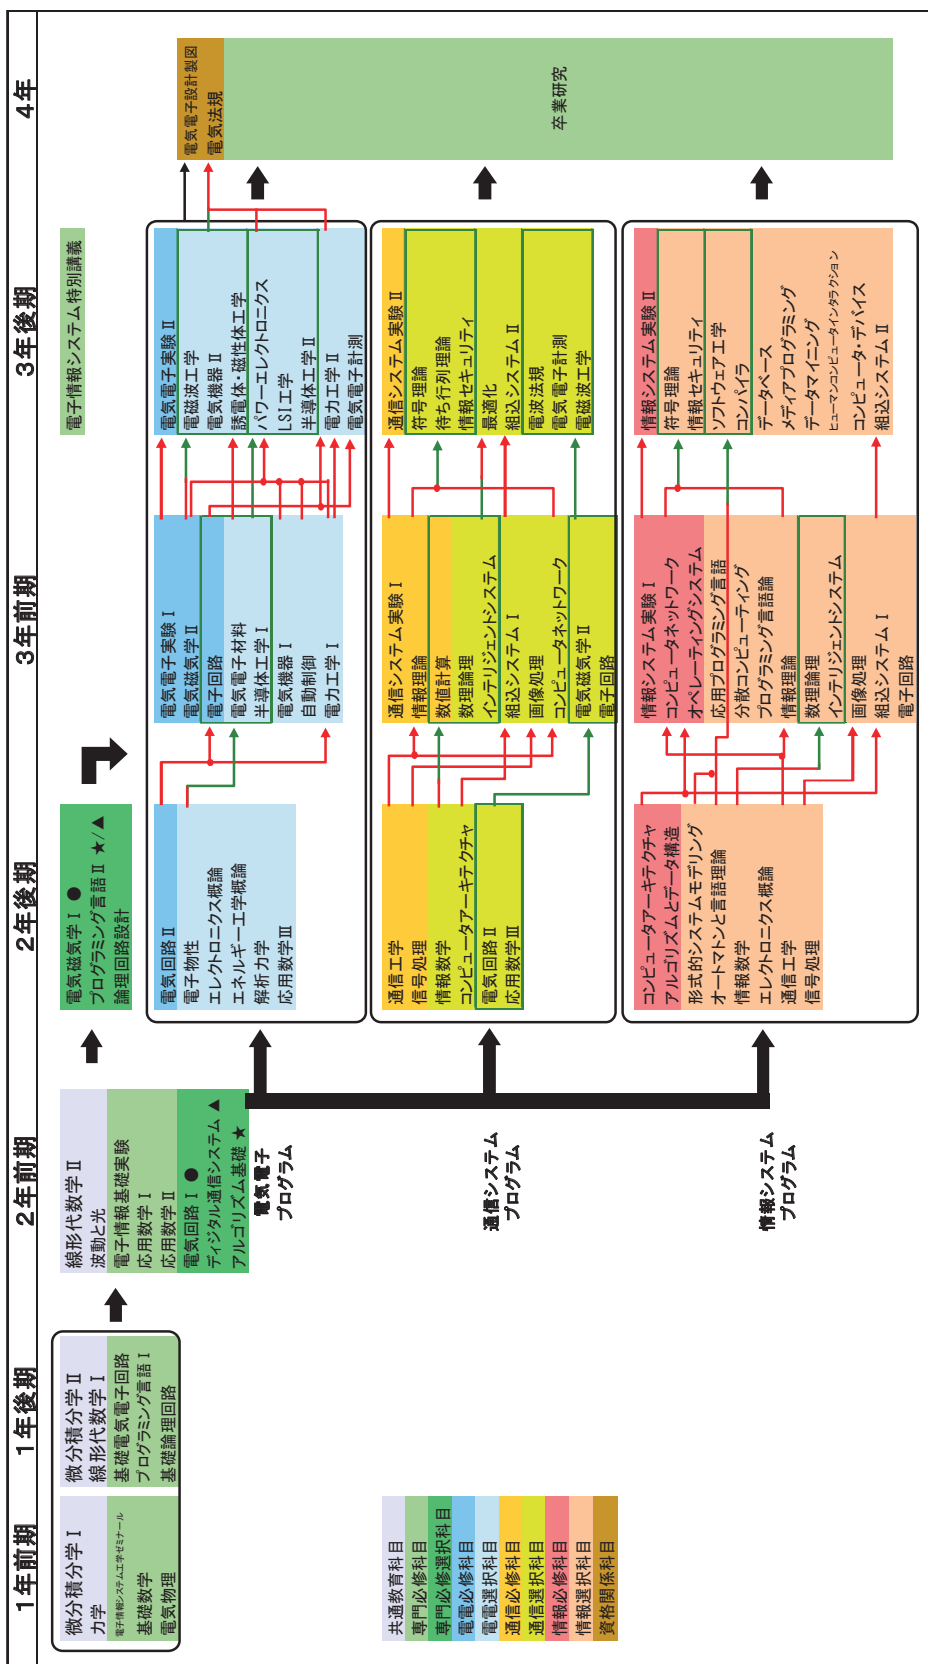 1年前期
1年後期
2年前期
2年後期
3年前期
3年後期
4年
微分積分学Ⅰ
力学
電子情報システム工学ゼミナール
基礎数学
電気物理
微分積分学Ⅱ
線形代数学Ⅰ
基礎電気電子回路
プログラミング言語Ⅰ
基礎論理回路
線形代数学Ⅱ
波動と光
電子情報基礎実験
応用数学Ⅰ
応用数学Ⅱ
電気回路Ⅰ ●
ディジタル通信システム ▲
アルゴリズム基礎 ★
電気磁気学Ⅰ ●
プログラミング言語Ⅱ ★/▲
論理回路設計
電子情報システム特別講義
電気電子
プログラム
電気回路Ⅱ
電子物性
エレクトロニクス概論
エネルギー工学概論
解析力学
応用数学Ⅲ
電気電子実験Ⅰ
電気磁気学Ⅱ
電子回路
電気電子材料
半導体工学Ⅰ
電気機器Ⅰ
自動制御
電力工学Ⅰ
電気電子実験Ⅱ
電磁波工学
電気機器Ⅱ
誘電体・磁性体工学
パワーエレクトロニクス
LSI工学
半導体工学Ⅱ
電力工学Ⅱ
電気電子計測
電気電子設計製図
電気法規
卒業研究
通信システム
プログラム
通信工学
信号処理
情報数学
コンピュータアーキテクチャ
電気回路Ⅱ
応用数学Ⅲ
通信システム実験Ⅰ
情報理論
数値計算
数理論理
インテリジェントシステム
組込システムⅠ
画像処理
コンピュータネットワーク
電気磁気学Ⅱ
電子回路
通信システム実験Ⅱ
符号理論
待ち行列理論
情報セキュリティ
最適化
組込システムⅡ
電波法規
電気電子計測
電磁波工学
情報システム
プログラム
コンピュータアーキテクチャ
アルゴリズムとデータ構造
形式的システムモデリング
オートマトンと言語理論
情報数学
エレクトロニクス概論
通信工学
信号処理
情報システム実験Ⅰ
コンピュータネットワーク
オペレーティングシステム
応用プログラミング言語
分散コンピューティング
プログラミング言語論
情報理論
数理論理
インテリジェントシステム
画像処理
組込システムⅠ
電子回路
情報システム実験Ⅱ
符号理論
情報セキュリティ
ソフトウェア工学
コンパイラ
データベース
メディアプログラミング
データマイニング
ヒューマンコンピュータインタラクション
コンピュータ・デバイス
組込システムⅡ
共通教育科目
専門必修科目
専門必修選択科目
電電必修科目
電電選択科目
通信必修科目
通信選択科目
情報必修科目
情報選択科目
資格関係科目